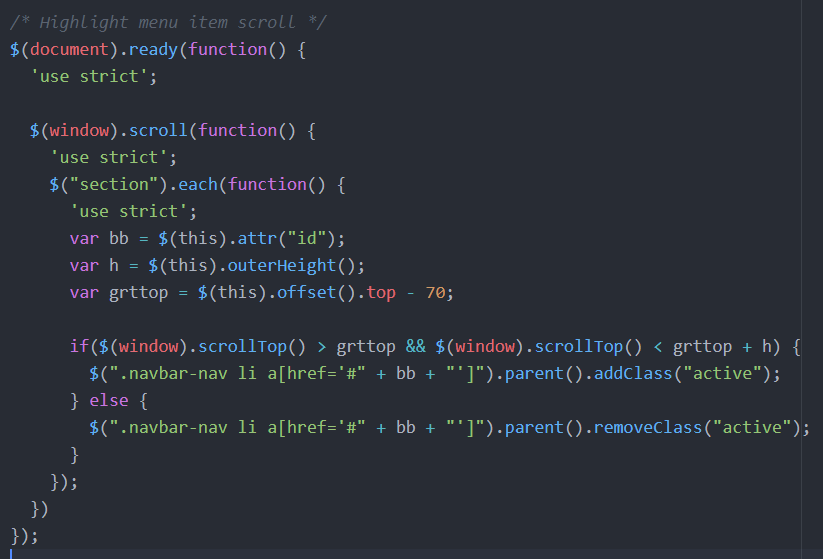 /* Highlight menu item scroll */
$(document).ready(function() {
  'use strict';

  $(window).scroll(function() {
    'use strict';
    $("section").each(function() {
      'use strict';
      var bb = $(this).attr("id");
      var h = $(this).outerHeight();
      var grttop = $(this).offset().top - 70;

      if($(window).scrollTop() > grttop && $(window).scrollTop() < grttop + h) {
        $(".navbar-nav li a[href='#" + bb + "']").parent().addClass("active");
      } else {
        $(".navbar-nav li a[href='#" + bb + "']").parent().removeClass("active");
      }
    });
  })
});